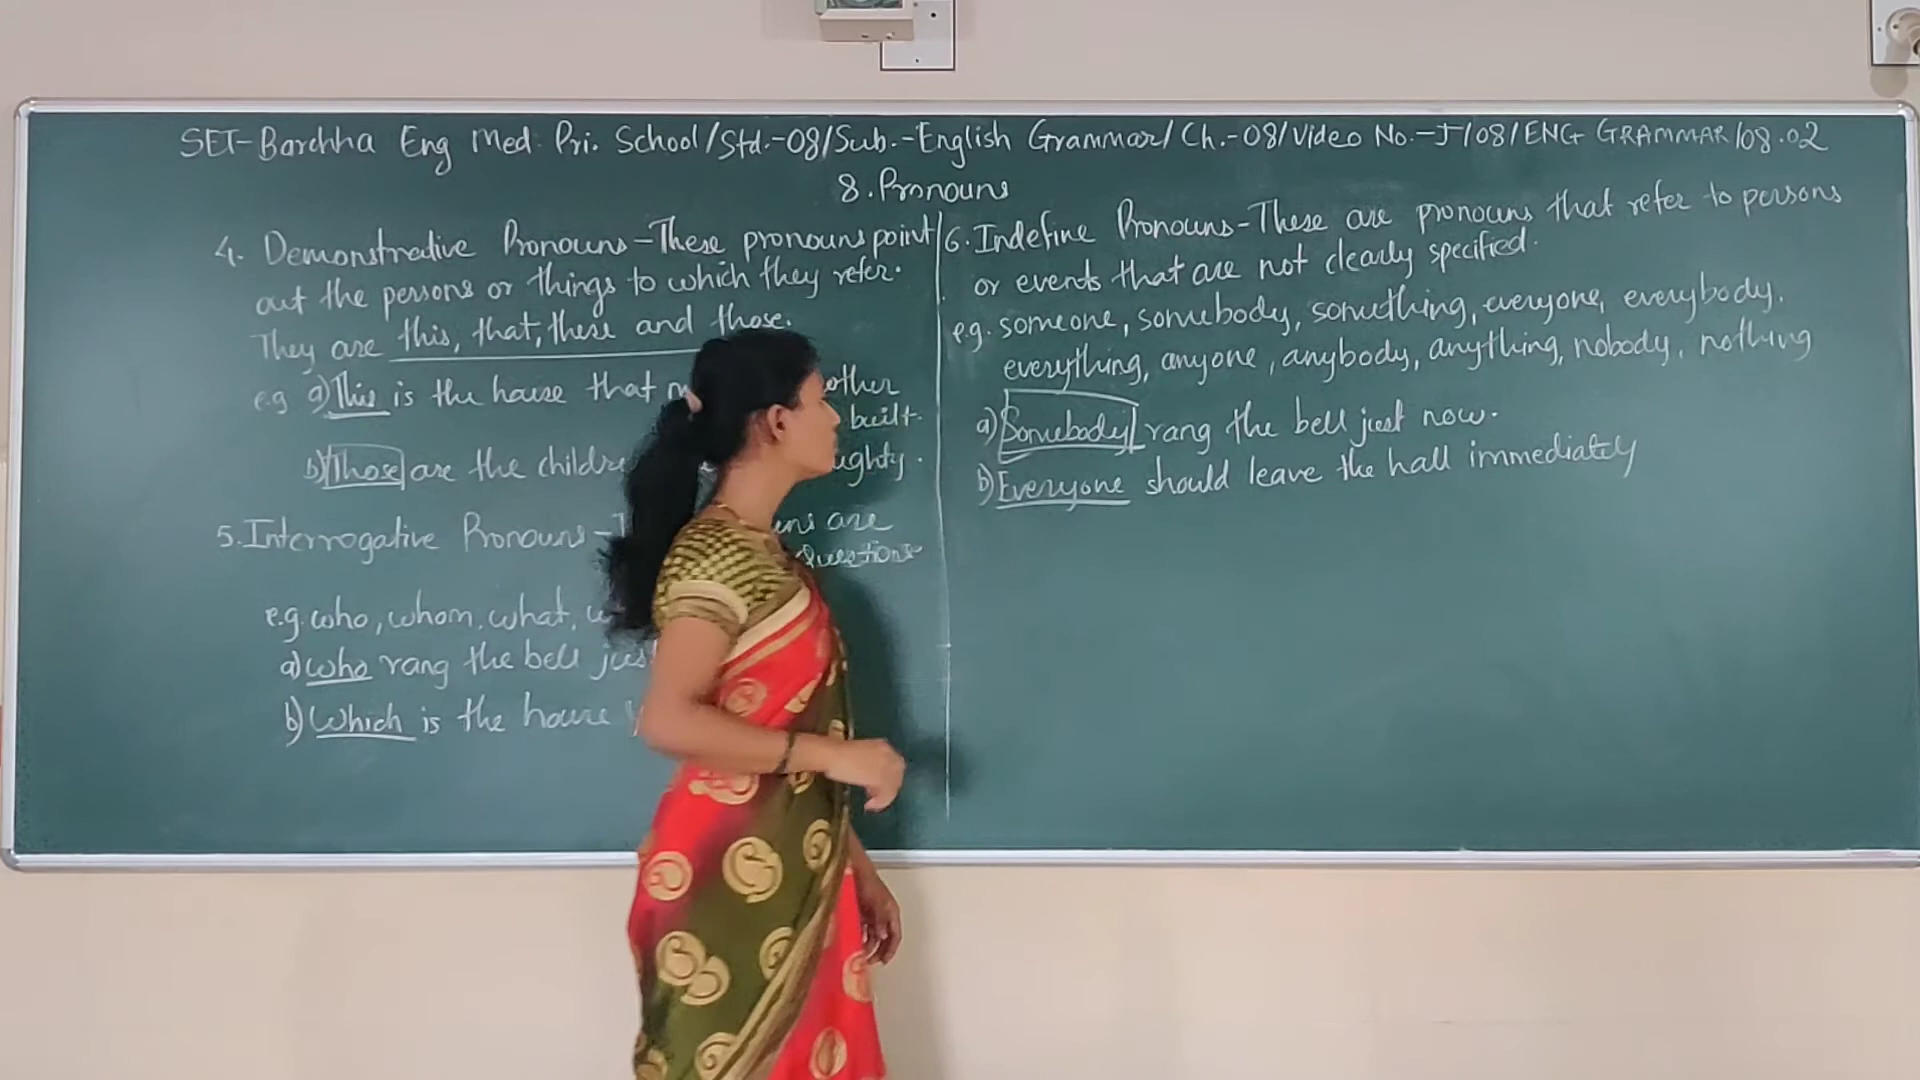 SET-Barchha Eng Med. Pri. School/Std.-08/Sub.-English Grammar/Ch.-08/Video No.-J/08/ENG GRAMMAR/08.02
8. Pronouns
4. Demonstrative Pronouns-These pronouns point
out the persons or things to which they refer.
They are this, that, these and those.
e.g a) This is the house that other
built.
b) Those are the
5. Interrogative Pronouns- are
Questions
e.g. who, whom, what,
a) who rang the bell
b) Which is the house
6. Indefine Pronouns-These are pronouns that refer to persons
or events that are not clearly specified.
e.g. someone, somebody, something, everyone, everybody,
everything, anyone, anybody, anything, nobody, nothing
a) Somebody rang the bell just now.
b) Everyone should leave the hall immediately